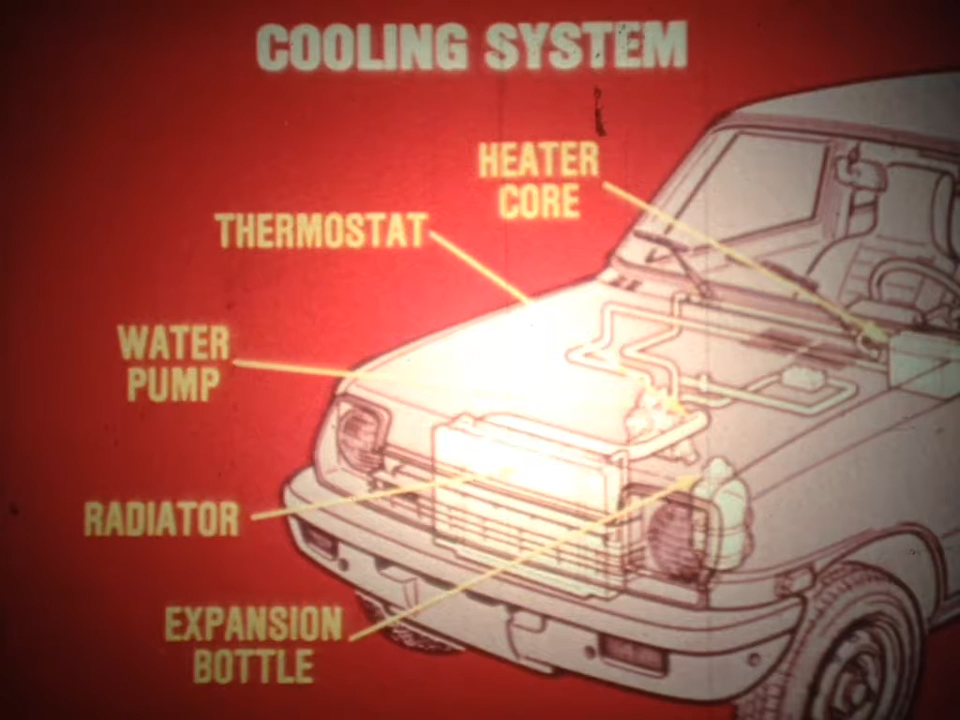 COOLING SYSTEM
HEATER
CORE
THERMOSTAT
WATER
PUMP
RADIATOR
EXPANSION
BOTTLE